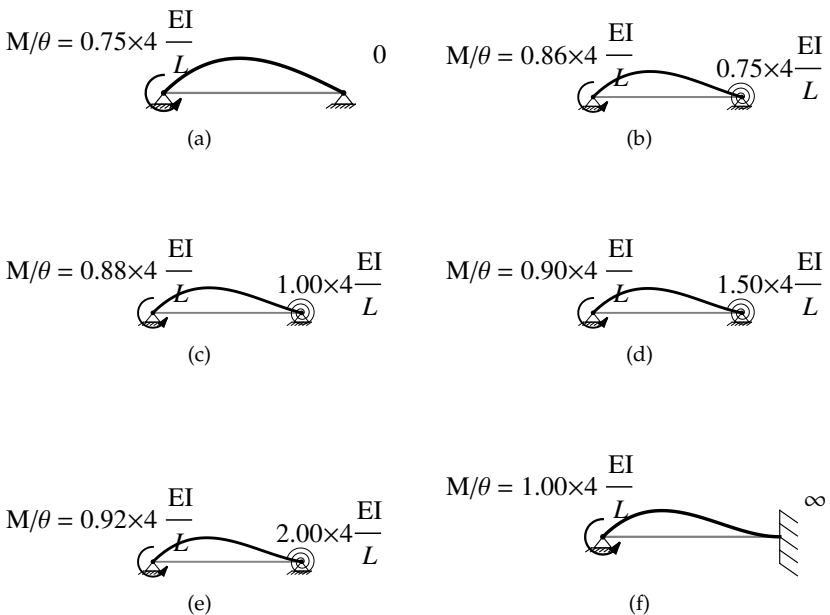 M/θ = 0.75×4 EI/L 0
(a)
M/θ = 0.86×4 EI/L 0.75×4 EI/L
(b)
M/θ = 0.88×4 EI/L 1.00×4 EI/L
(c)
M/θ = 0.90×4 EI/L 1.50×4 EI/L
(d)
M/θ = 0.92×4 EI/L 2.00×4 EI/L
(e)
M/θ = 1.00×4 EI/L ∞
(f)